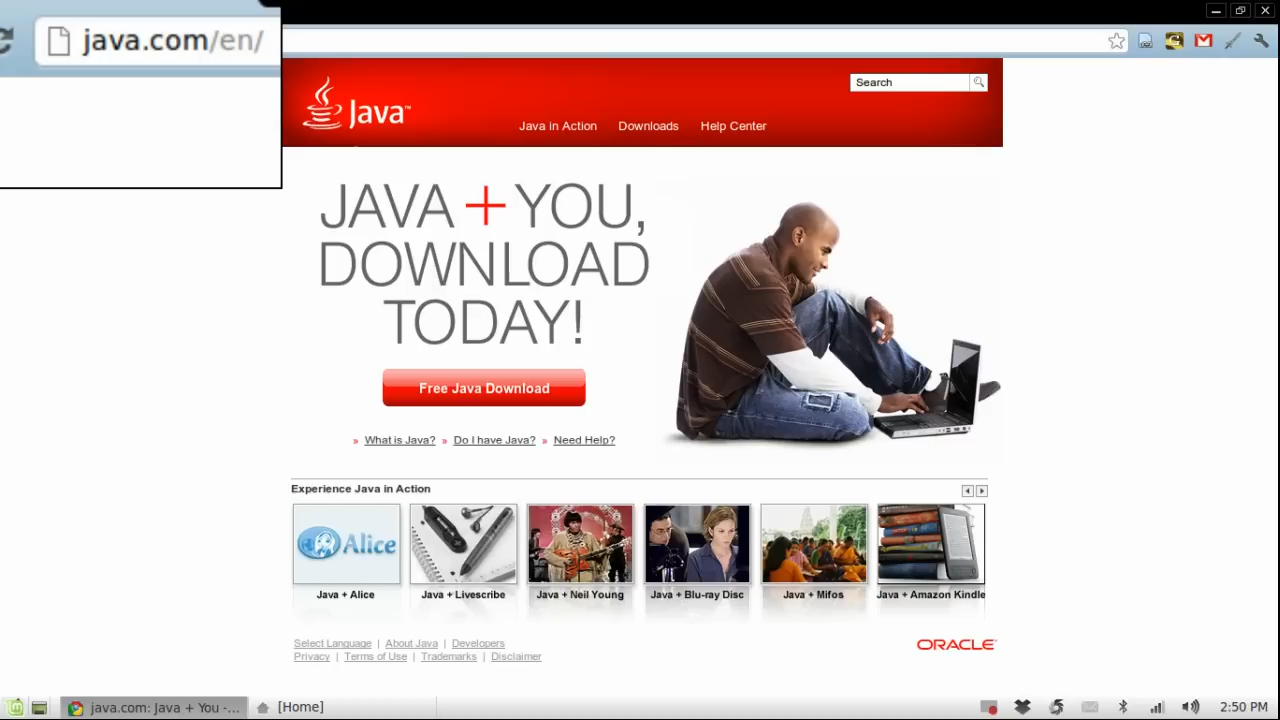 java.com/en/
Java™
Search
Java in Action Downloads Help Center
JAVA + YOU,
DOWNLOAD
TODAY!
Free Java Download
» What is Java? » Do I have Java? » Need Help?
Experience Java in Action
Alice
Java + Alice Java + Livescribe Java + Neil Young Java + Blu-ray Disc Java + Mifos Java + Amazon Kindle
Select Language | About Java | Developers
Privacy | Terms of Use | Trademarks | Disclaimer
ORACLE
java.com: Java + You -... [Home] 2:50 PM